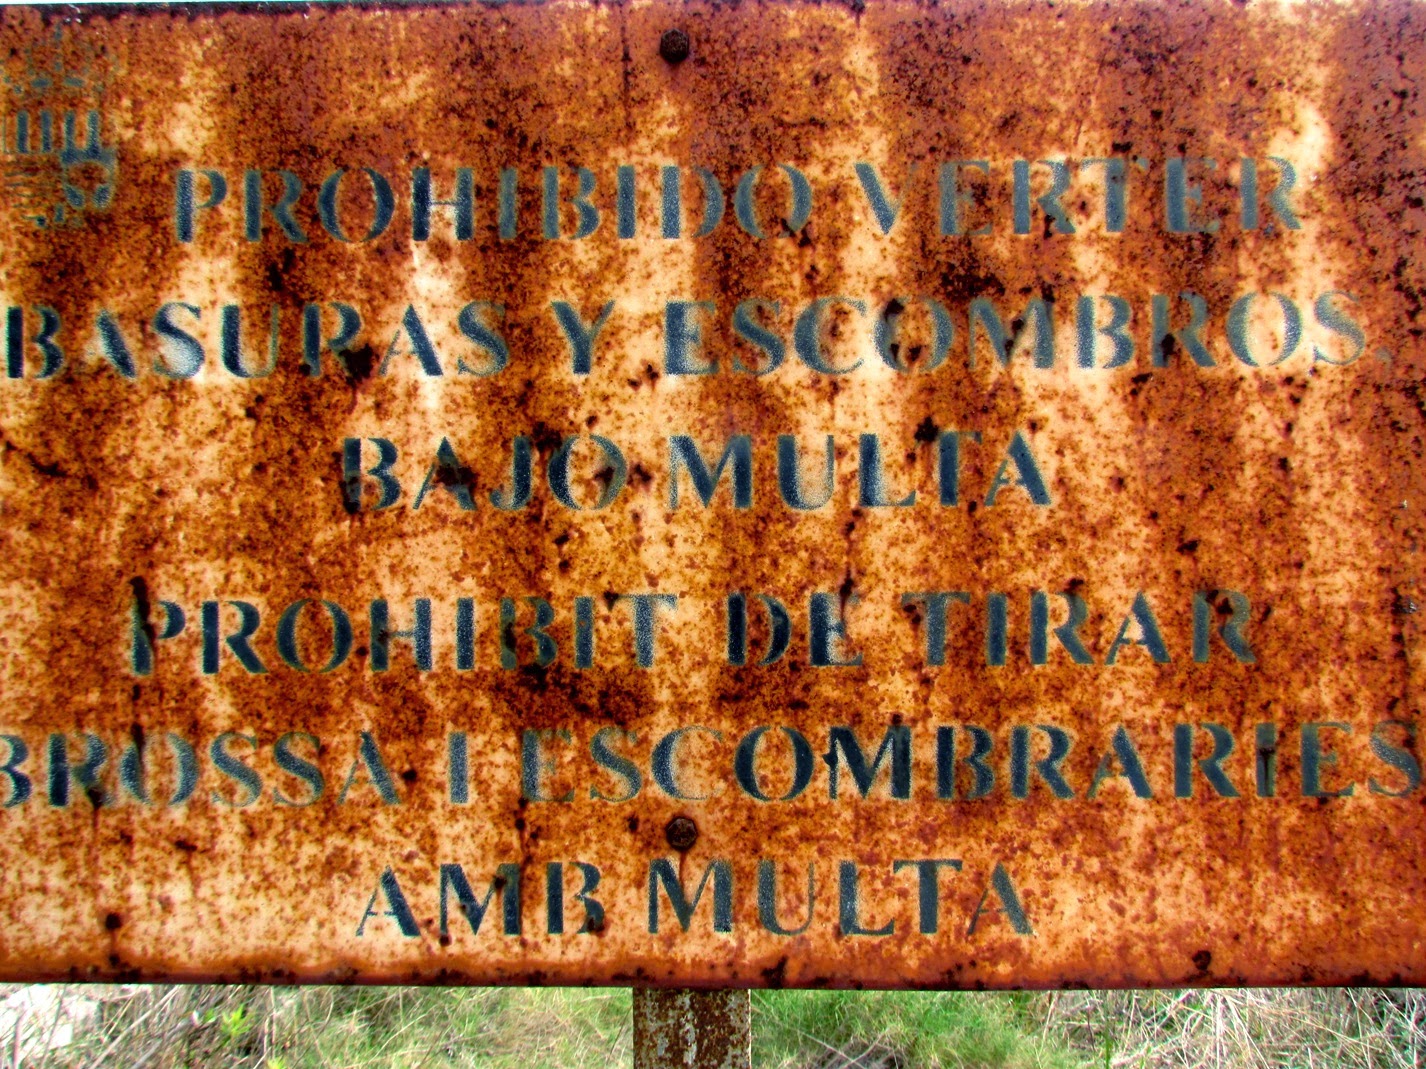 PROHIBIDO VERTER
BASURAS Y ESCOMBROS,
BAJO MULTA
PROHIBIT DE TIRAR
BROSSA I ESCOMBRARIES
AMB MULTA